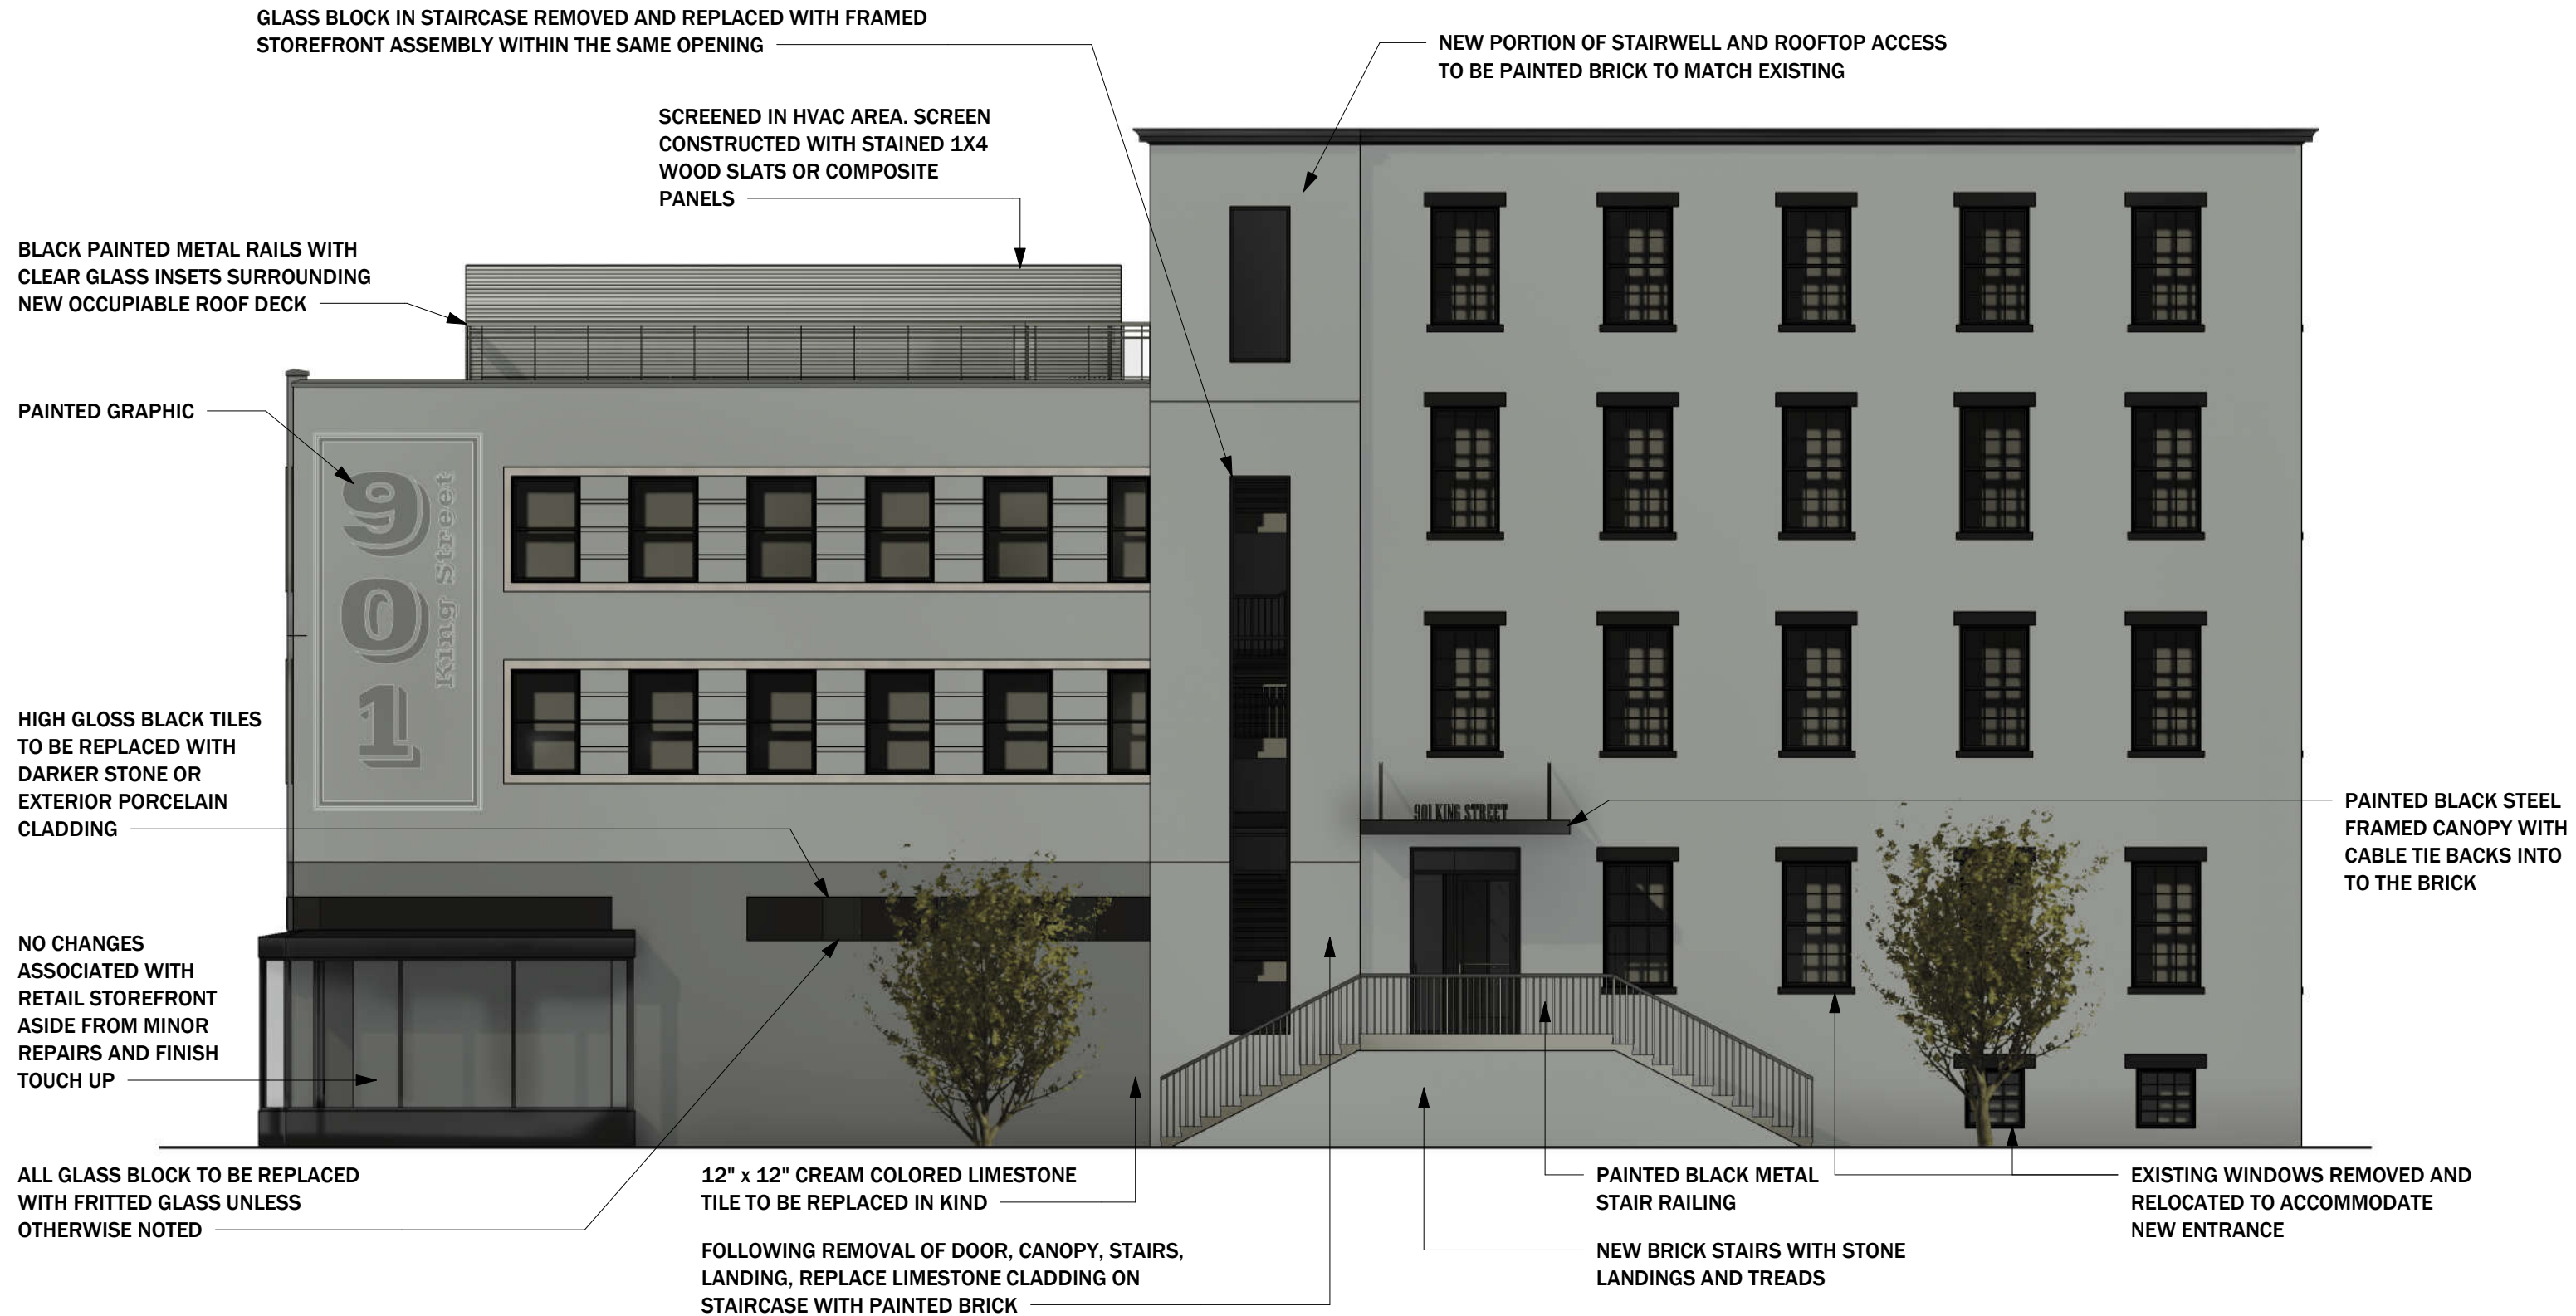 GLASS BLOCK IN STAIRCASE REMOVED AND REPLACED WITH FRAMED
STOREFRONT ASSEMBLY WITHIN THE SAME OPENING
NEW PORTION OF STAIRWELL AND ROOFTOP ACCESS
TO BE PAINTED BRICK TO MATCH EXISTING
SCREENED IN HVAC AREA. SCREEN
CONSTRUCTED WITH STAINED 1X4
WOOD SLATS OR COMPOSITE
PANELS
BLACK PAINTED METAL RAILS WITH
CLEAR GLASS INSETS SURROUNDING
NEW OCCUPIABLE ROOF DECK
PAINTED GRAPHIC
901
King Street
HIGH GLOSS BLACK TILES
TO BE REPLACED WITH
DARKER STONE OR
EXTERIOR PORCELAIN
CLADDING
901 KING STREET
PAINTED BLACK STEEL
FRAMED CANOPY WITH
CABLE TIE BACKS INTO
TO THE BRICK
NO CHANGES
ASSOCIATED WITH
RETAIL STOREFRONT
ASIDE FROM MINOR
REPAIRS AND FINISH
TOUCH UP
ALL GLASS BLOCK TO BE REPLACED
WITH FRITTED GLASS UNLESS
OTHERWISE NOTED
12" x 12" CREAM COLORED LIMESTONE
TILE TO BE REPLACED IN KIND
FOLLOWING REMOVAL OF DOOR, CANOPY, STAIRS,
LANDING, REPLACE LIMESTONE CLADDING ON
STAIRCASE WITH PAINTED BRICK
PAINTED BLACK METAL
STAIR RAILING
NEW BRICK STAIRS WITH STONE
LANDINGS AND TREADS
EXISTING WINDOWS REMOVED AND
RELOCATED TO ACCOMMODATE
NEW ENTRANCE